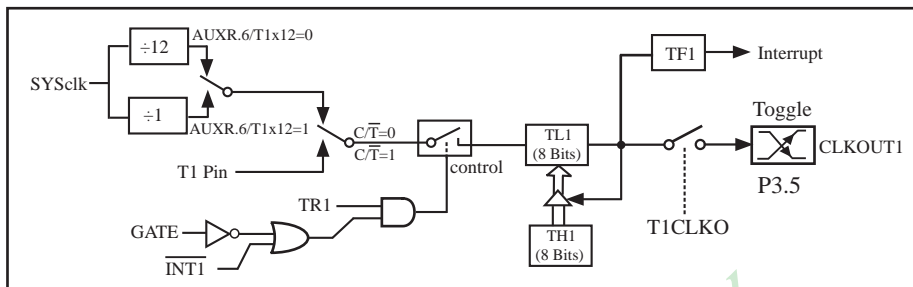 ÷12
AUXR.6/T1x12=0
SYSclk
÷1
AUXR.6/T1x12=1
T1 Pin
C/T̅=0
C/T̅=1
control
TR1
GATE
I̅N̅T̅1̅
TL1
(8 Bits)
TH1
(8 Bits)
TF1
Interrupt
Toggle
CLKOUT1
P3.5
T1CLKO